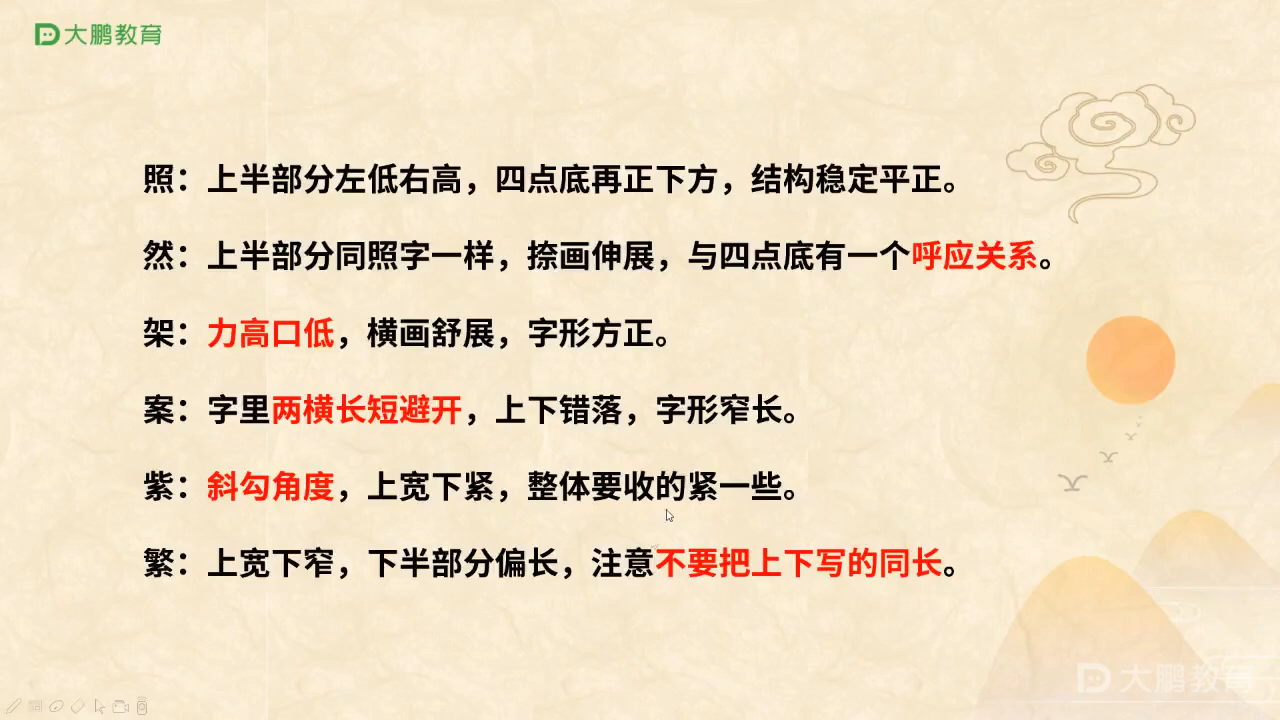 大鹏教育
照：上半部分左低右高，四点底再正下方，结构稳定平正。
然：上半部分同照字一样，捺画伸展，与四点底有一个呼应关系。
架：力高口低，横画舒展，字形方正。
案：字里两横长短避开，上下错落，字形窄长。
紫：斜勾角度，上宽下紧，整体要收的紧一些。
繁：上宽下窄，下半部分偏长，注意不要把上下写的同长。
大鹏教育